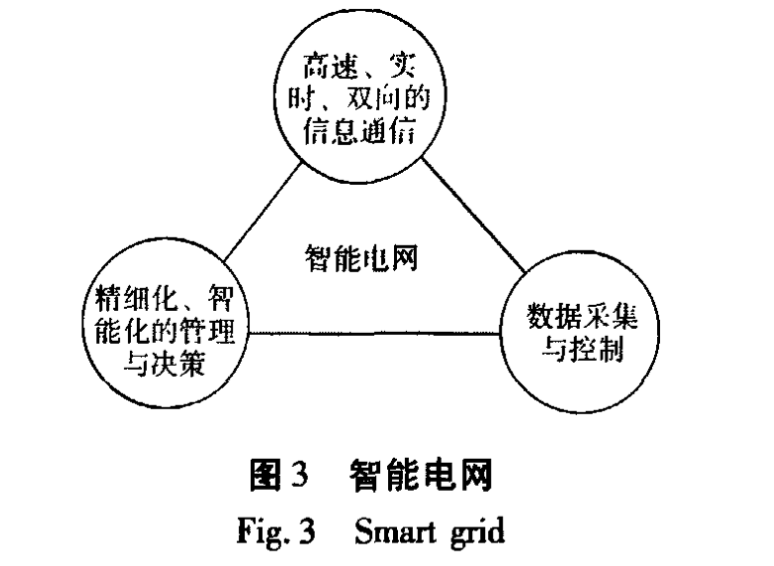 高速、实
时、双向的
信息通信
智能电网
精细化、智
能化的管理
与决策
数据采集
与控制
图3 智能电网
Fig. 3 Smart grid